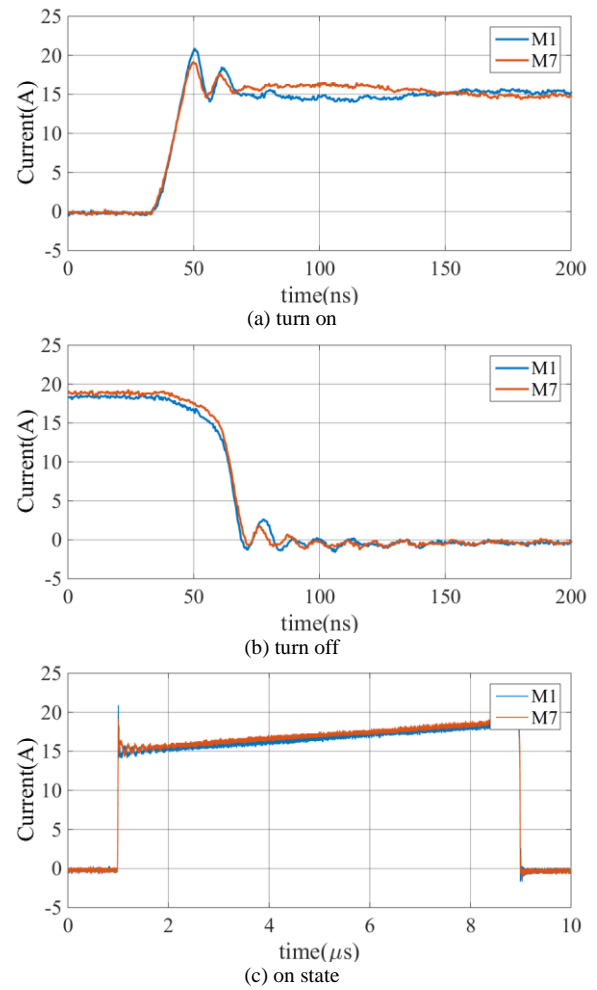 25
M1
20
M7
15
10
5
0
-5
0 50 100 150 200
Current(A)
time(ns)
(a) turn on
25
M1
20
M7
15
10
5
0
-5
0 50 100 150 200
Current(A)
time(ns)
(b) turn off
25
M1
20
M7
15
10
5
0
-5
0 2 4 6 8 10
Current(A)
time(μs)
(c) on state